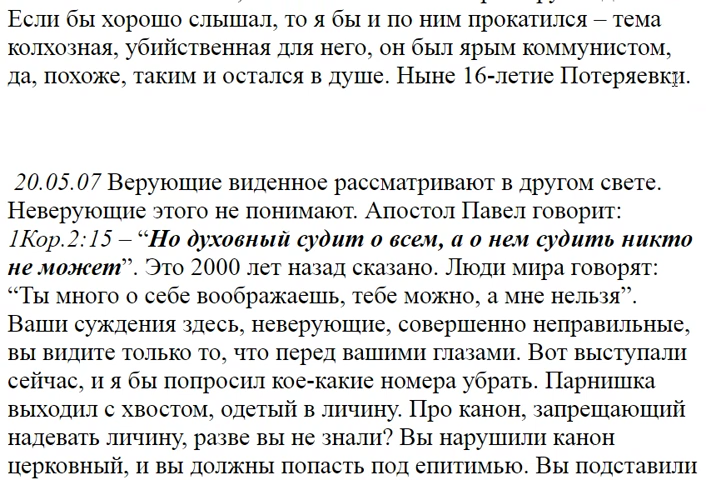 Если бы хорошо слышал, то я бы и по ним прокатился – тема
колхозная, убийственная для него, он был ярым коммунистом,
да, похоже, таким и остался в душе. Ныне 16-летие Потеряевки.
20.05.07 Верующие виденное рассматривают в другом свете.
Неверующие этого не понимают. Апостол Павел говорит:
1Кор.2:15 – “Но духовный судит о всем, а о нем судить никто
не может”. Это 2000 лет назад сказано. Люди мира говорят:
“Ты много о себе воображаешь, тебе можно, а мне нельзя”.
Ваши суждения здесь, неверующие, совершенно неправильные,
вы видите только то, что перед вашими глазами. Вот выступали
сейчас, и я бы попросил кое-какие номера убрать. Парнишка
выходил с хвостом, одетый в личину. Про канон, запрещающий
надевать личину, разве вы не знали? Вы нарушили канон
церковный, и вы должны попасть под епитимью. Вы подставили